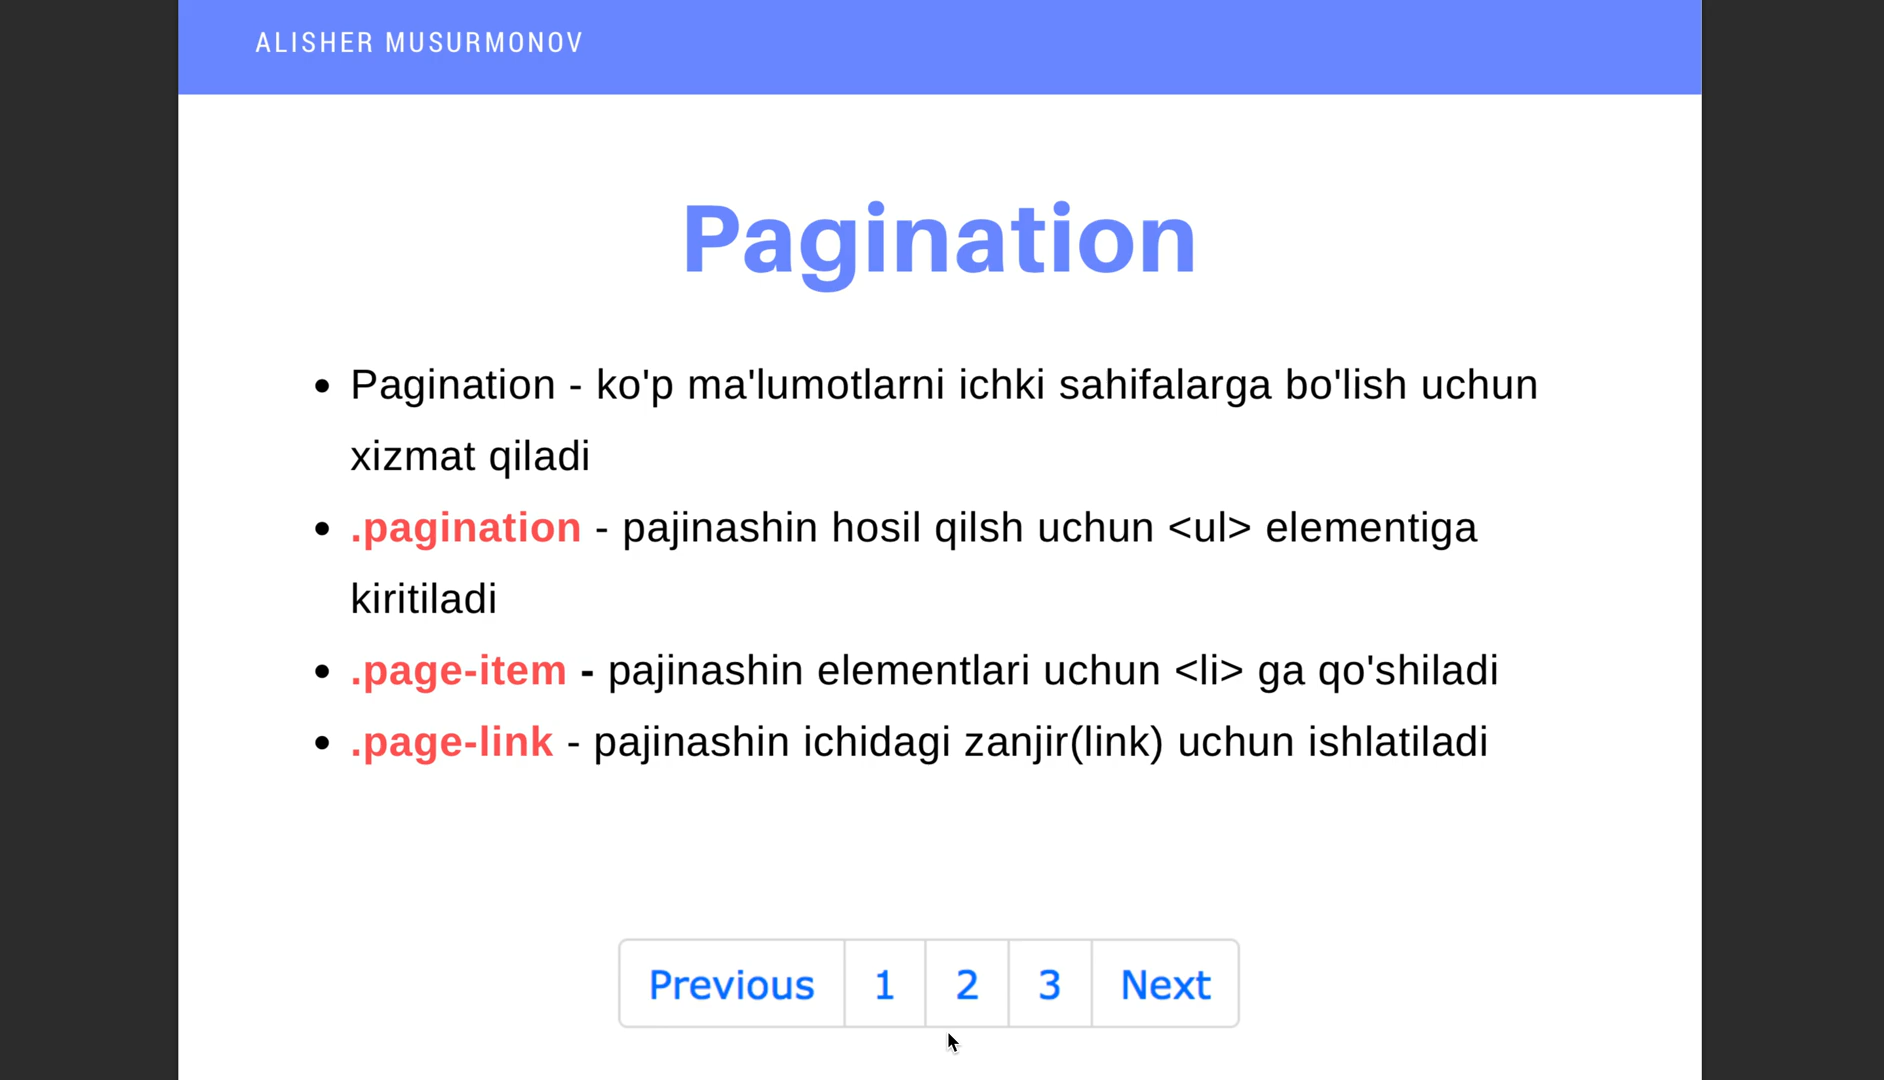 ALISHER MUSURMONOV
Pagination
• Pagination - ko'p ma'lumotlarni ichki sahifalarga bo'lish uchun
xizmat qiladi
• .pagination - pajinashin hosil qilsh uchun <ul> elementiga
kiritiladi
• .page-item - pajinashin elementlari uchun <li> ga qo'shiladi
• .page-link - pajinashin ichidagi zanjir(link) uchun ishlatiladi
Previous 1 2 3 Next